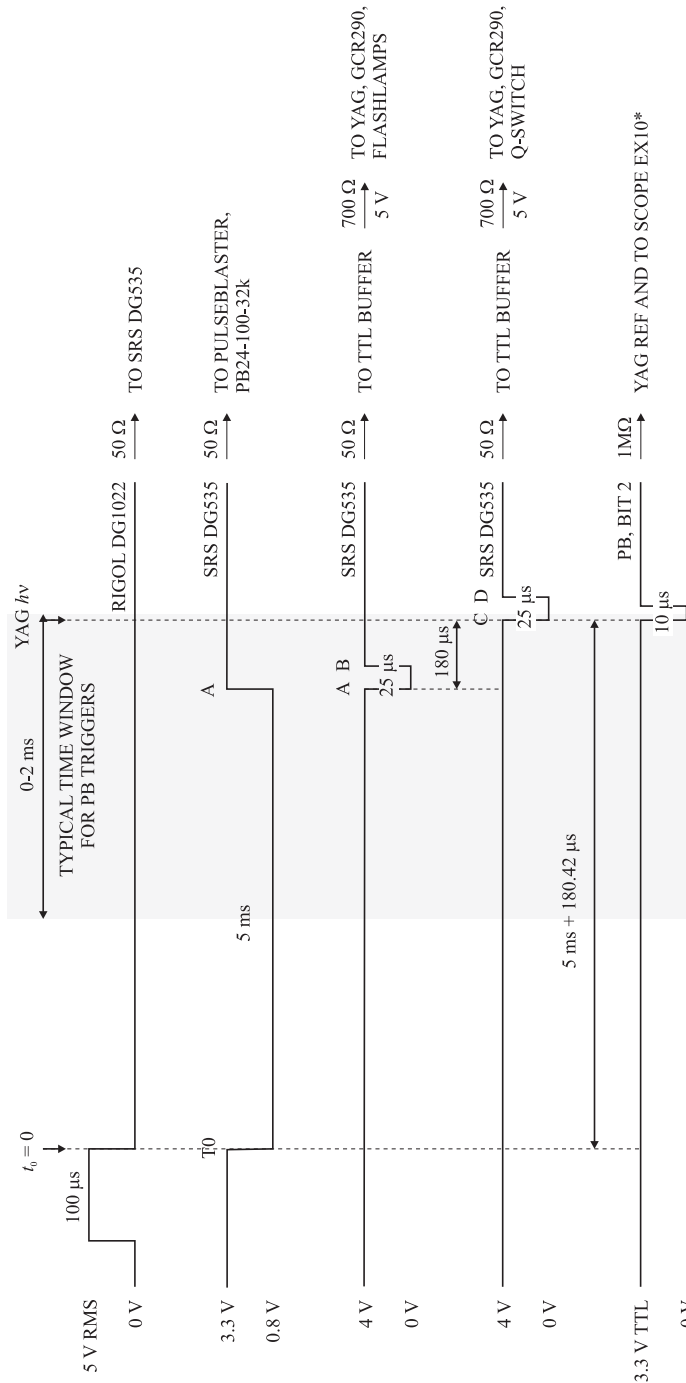 t₀ = 0
0-2 ms
YAG hν
TYPICAL TIME WINDOW
FOR PB TRIGGERS
5 V RMS
0 V
100 µs
RIGOL DG1022
50 Ω
TO SRS DG535
3.3 V
0.8 V
T0
5 ms
A
SRS DG535
50 Ω
TO PULSEBLASTER,
PB24-100-32k
4 V
0 V
A B
25 µs
SRS DG535
50 Ω
TO TTL BUFFER
700 Ω
5 V
TO YAG, GCR290,
FLASHLAMPS
4 V
0 V
180 µs
C D
25 µs
SRS DG535
50 Ω
TO TTL BUFFER
700 Ω
5 V
TO YAG, GCR290,
Q-SWITCH
5 ms + 180.42 µs
3.3 V TTL
0 V
10 µs
PB, BIT 2
1MΩ
YAG REF AND TO SCOPE EX10*